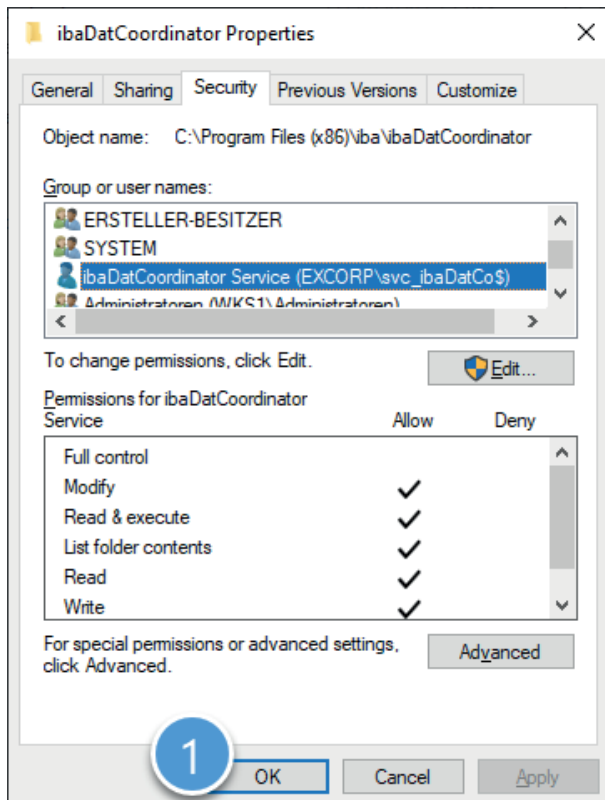 ibaDatCoordinator Properties
General Sharing Security Previous Versions Customize
Object name: C:\Program Files (x86)\iba\ibaDatCoordinator
Group or user names:
ERSTELLER-BESITZER
SYSTEM
ibaDatCoordinator Service (EXCORP\svc_ibaDatCo$)
Administratoren (WKS1\Administratoren)
To change permissions, click Edit.
Edit...
Permissions for ibaDatCoordinator
Service Allow Deny
Full control
Modify
Read & execute
List folder contents
Read
Write
For special permissions or advanced settings,
click Advanced.
Advanced
1
OK Cancel Apply